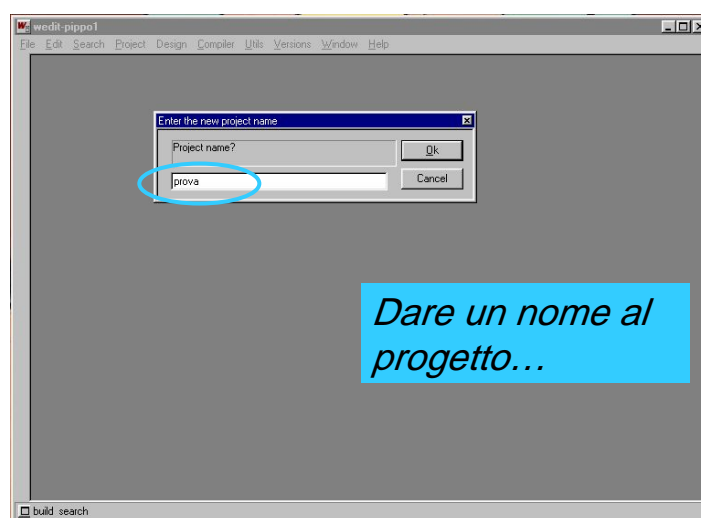 wedit-pippo1
File Edit Search Project Design Compiler Utils Versions Window Help
Enter the new project name
Project name?
Ok
prova
Cancel
Dare un nome al
progetto...
build search